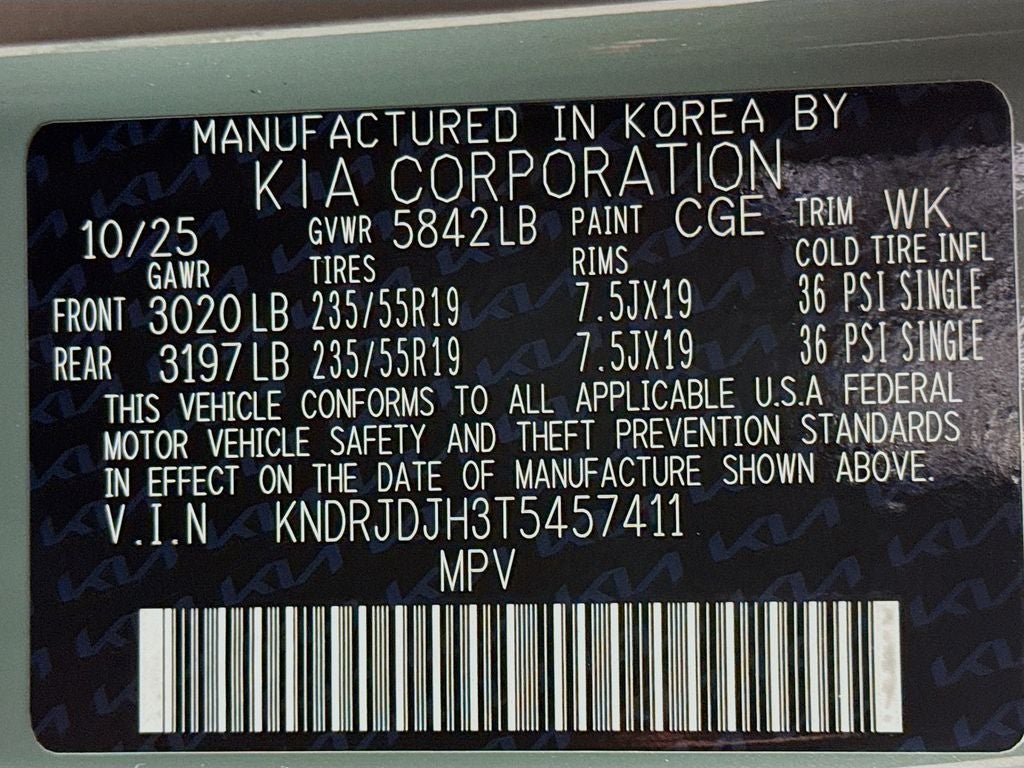 MANUFACTURED IN KOREA BY
KIA CORPORATION
10/25 GVWR 5842LB PAINT CGE TRIM WK
GAWR TIRES RIMS COLD TIRE INFL
FRONT 3020LB 235/55R19 7.5JX19 36 PSI SINGLE
REAR 3197LB 235/55R19 7.5JX19 36 PSI SINGLE
THIS VEHICLE CONFORMS TO ALL APPLICABLE U.S.A FEDERAL
MOTOR VEHICLE SAFETY AND THEFT PREVENTION STANDARDS
IN EFFECT ON THE DATE OF MANUFACTURE SHOWN ABOVE.
V.I.N KNDRJDJH3T5457411
MPV